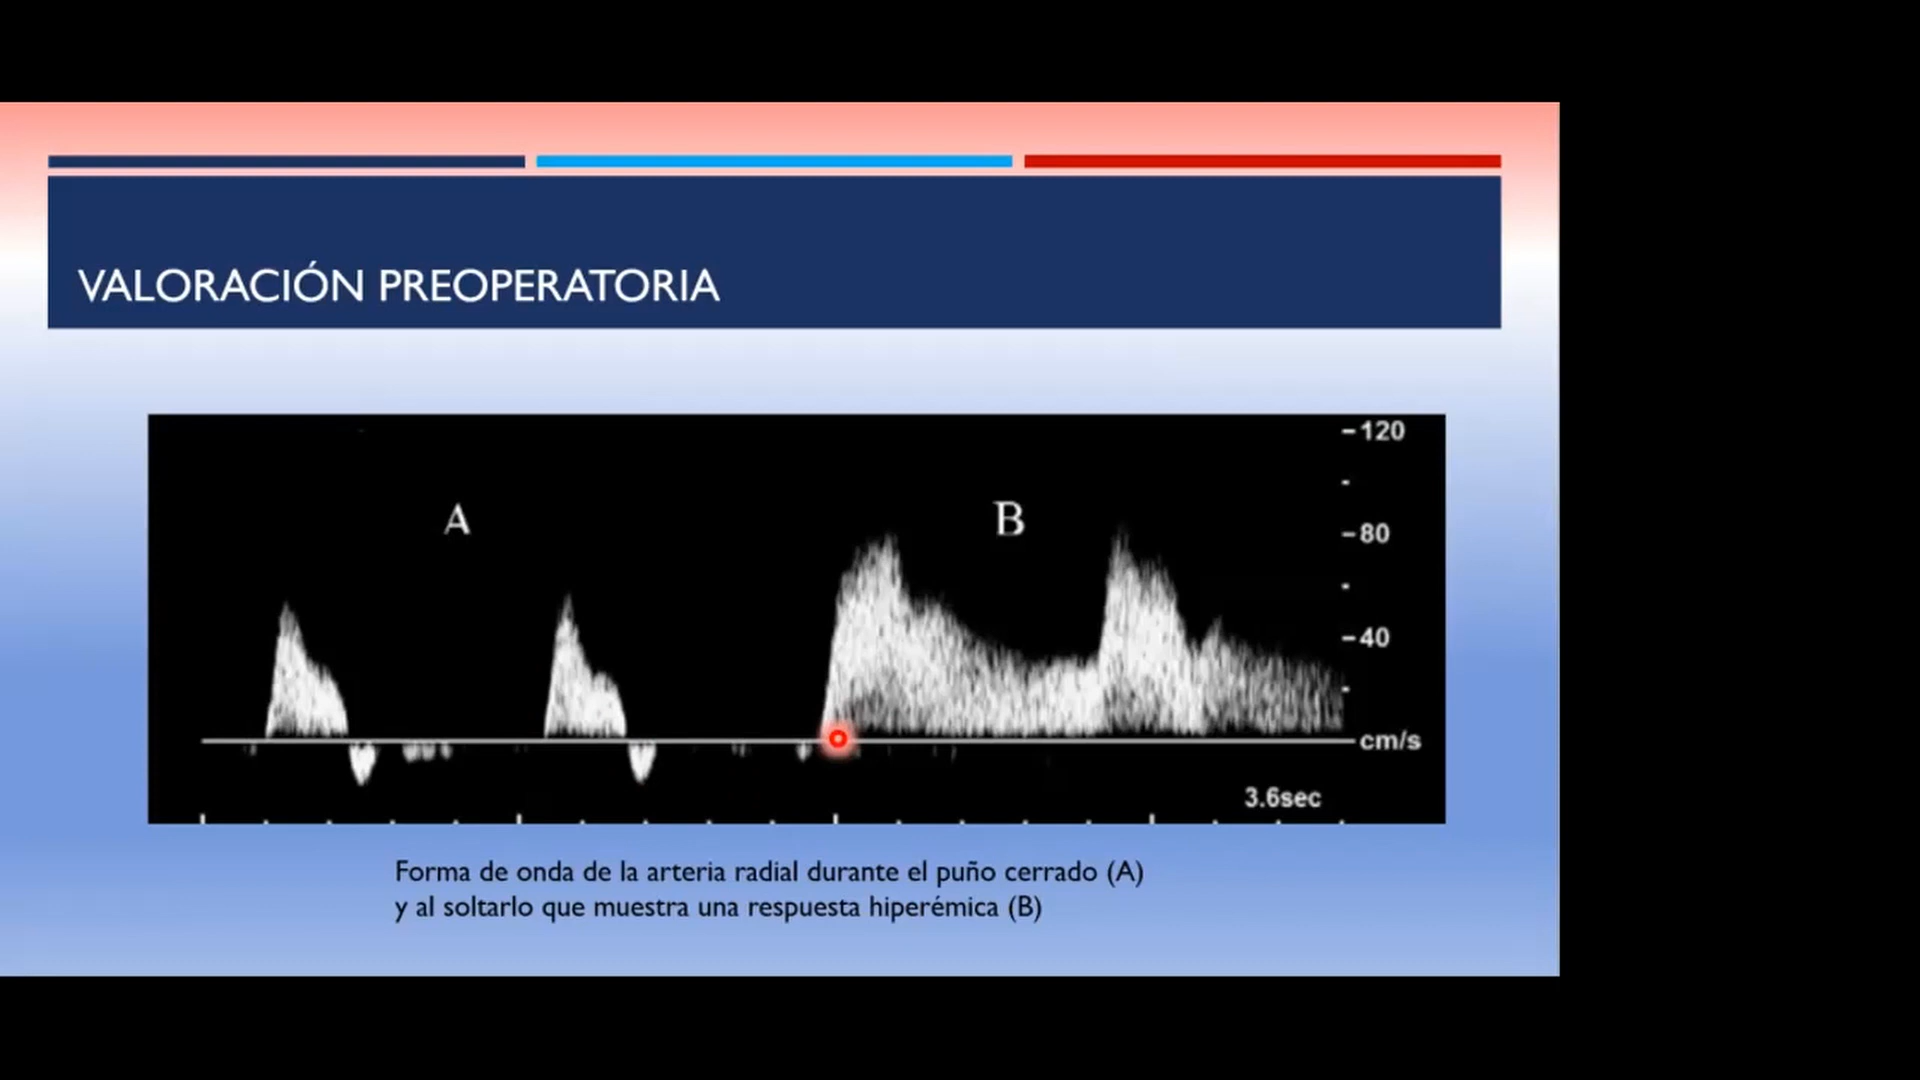 VALORACIÓN PREOPERATORIA
-120
A
B
-80
-40
cm/s
3.6sec
Forma de onda de la arteria radial durante el puño cerrado (A)
y al soltarlo que muestra una respuesta hiperémica (B)